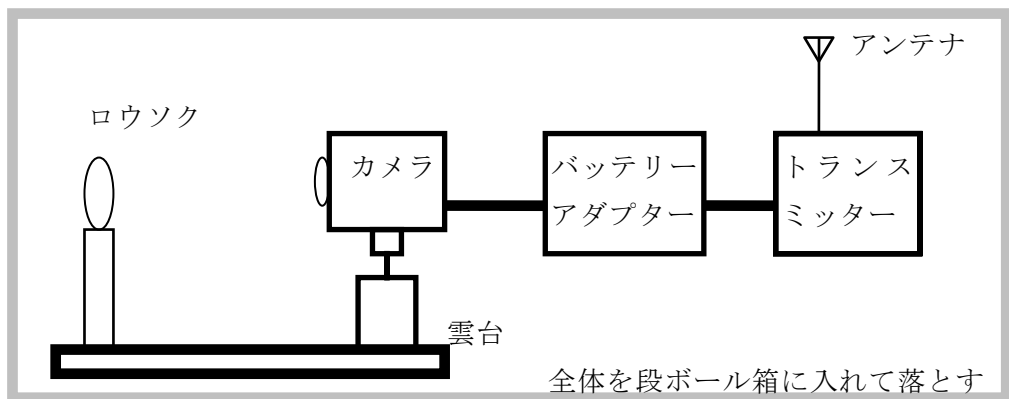 アンテナ
ロウソク
カメラ
バッテリー
アダプター
トランス
ミッター
雲台
全体を段ボール箱に入れて落とす